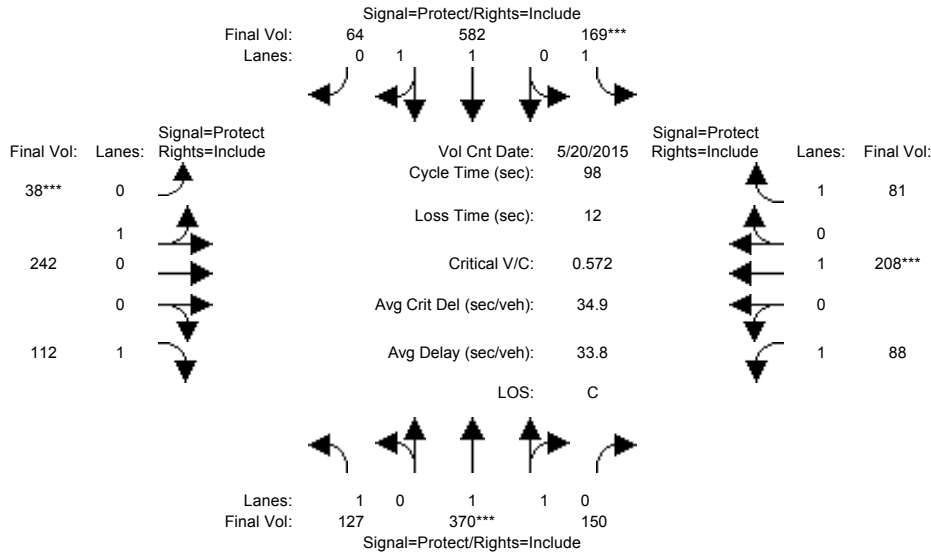 Signal=Protect/Rights=Include
Final Vol: 64 582 169***
Lanes: 0 1 1 0 1
Signal=Protect Signal=Protect
Final Vol: Lanes: Rights=Include Vol Cnt Date: 5/20/2015 Rights=Include Lanes: Final Vol:
Cycle Time (sec): 98
38*** 0 1 81
Loss Time (sec): 12
1 0
242 0 Critical V/C: 0.572 1 208***
0 Avg Crit Del (sec/veh): 34.9 0
112 1 Avg Delay (sec/veh): 33.8 1 88
LOS: C
Lanes: 1 0 1 1 0
Final Vol: 127 370*** 150
Signal=Protect/Rights=Include